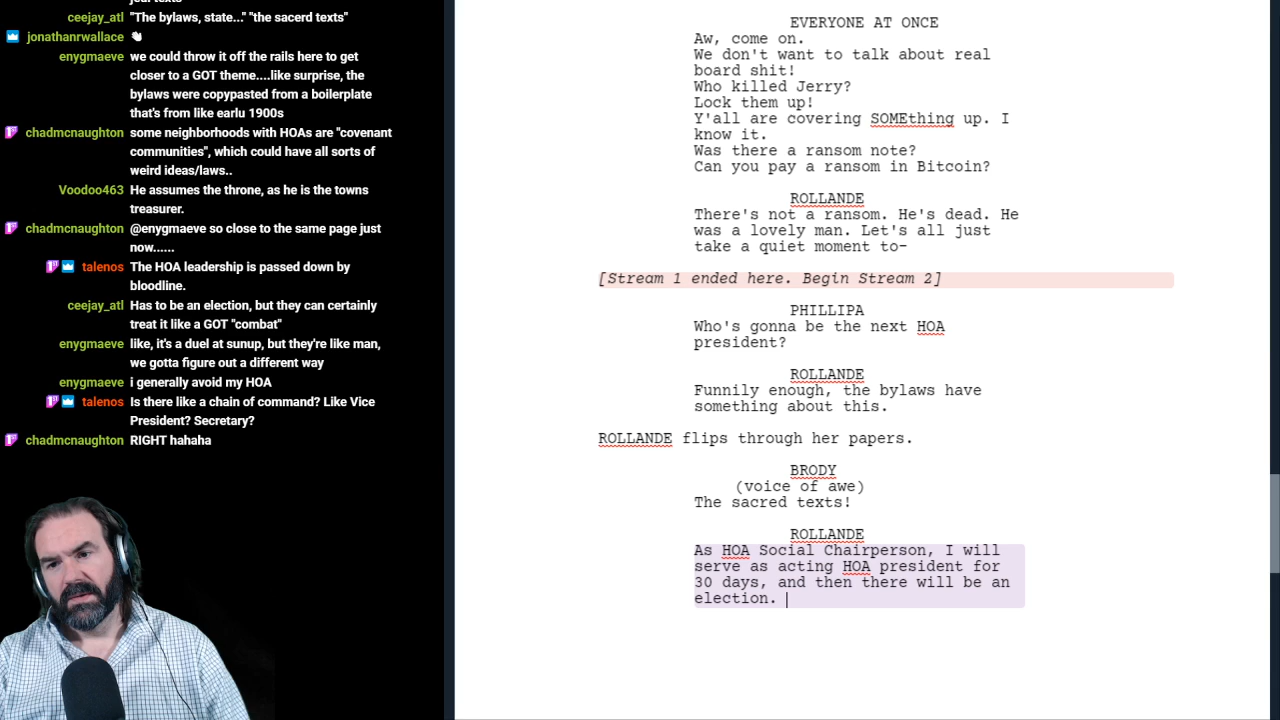 ceejay_atl "The bylaws, state..." "the sacerd texts"
jonathanrwallace
enygmaeve we could throw it off the rails here to get
closer to a GOT theme....like surprise, the
bylaws were copypasted from a boilerplate
that's from like earlu 1900s
chadmcnaughton some neighborhoods with HOAs are "covenant
communities", which could have all sorts of
weird ideas/laws..
Voodoo463 He assumes the throne, as he is the towns
treasurer.
chadmcnaughton @enygmaeve so close to the same page just
now......
talenos The HOA leadership is passed down by
bloodline.
ceejay_atl Has to be an election, but they can certainly
treat it like a GOT "combat"
enygmaeve like, it's a duel at sunup, but they're like man,
we gotta figure out a different way
enygmaeve i generally avoid my HOA
talenos Is there like a chain of command? Like Vice
President? Secretary?
chadmcnaughton RIGHT hahaha
EVERYONE AT ONCE
Aw, come on.
We don't want to talk about real
board shit!
Who killed Jerry?
Lock them up!
Y'all are covering SOMEthing up. I
know it.
Was there a ransom note?
Can you pay a ransom in Bitcoin?
ROLLANDE
There's not a ransom. He's dead. He
was a lovely man. Let's all just
take a quiet moment to-
[Stream 1 ended here. Begin Stream 2]
PHILLIPA
Who's gonna be the next HOA
president?
ROLLANDE
Funnily enough, the bylaws have
something about this.
ROLLANDE flips through her papers.
BRODY
(voice of awe)
The sacred texts!
ROLLANDE
As HOA Social Chairperson, I will
serve as acting HOA president for
30 days, and then there will be an
election.